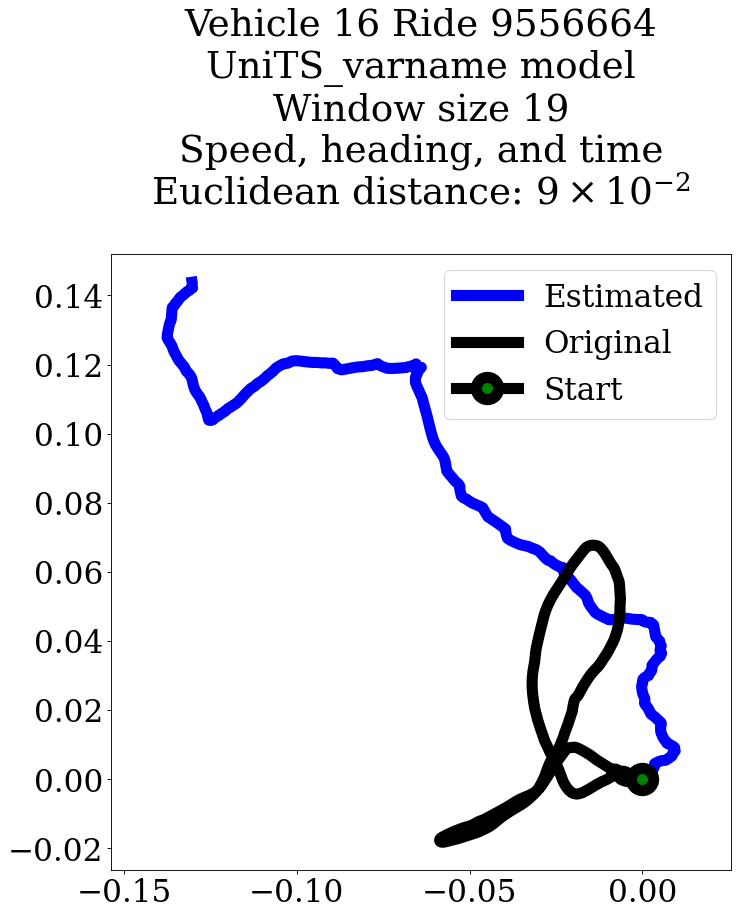 Vehicle 16 Ride 9556664
UniTS_varname model
Window size 19
Speed, heading, and time
Euclidean distance: 9 × 10⁻²
Estimated
Original
Start
0.14
0.12
0.10
0.08
0.06
0.04
0.02
0.00
−0.02
−0.15 −0.10 −0.05 0.00